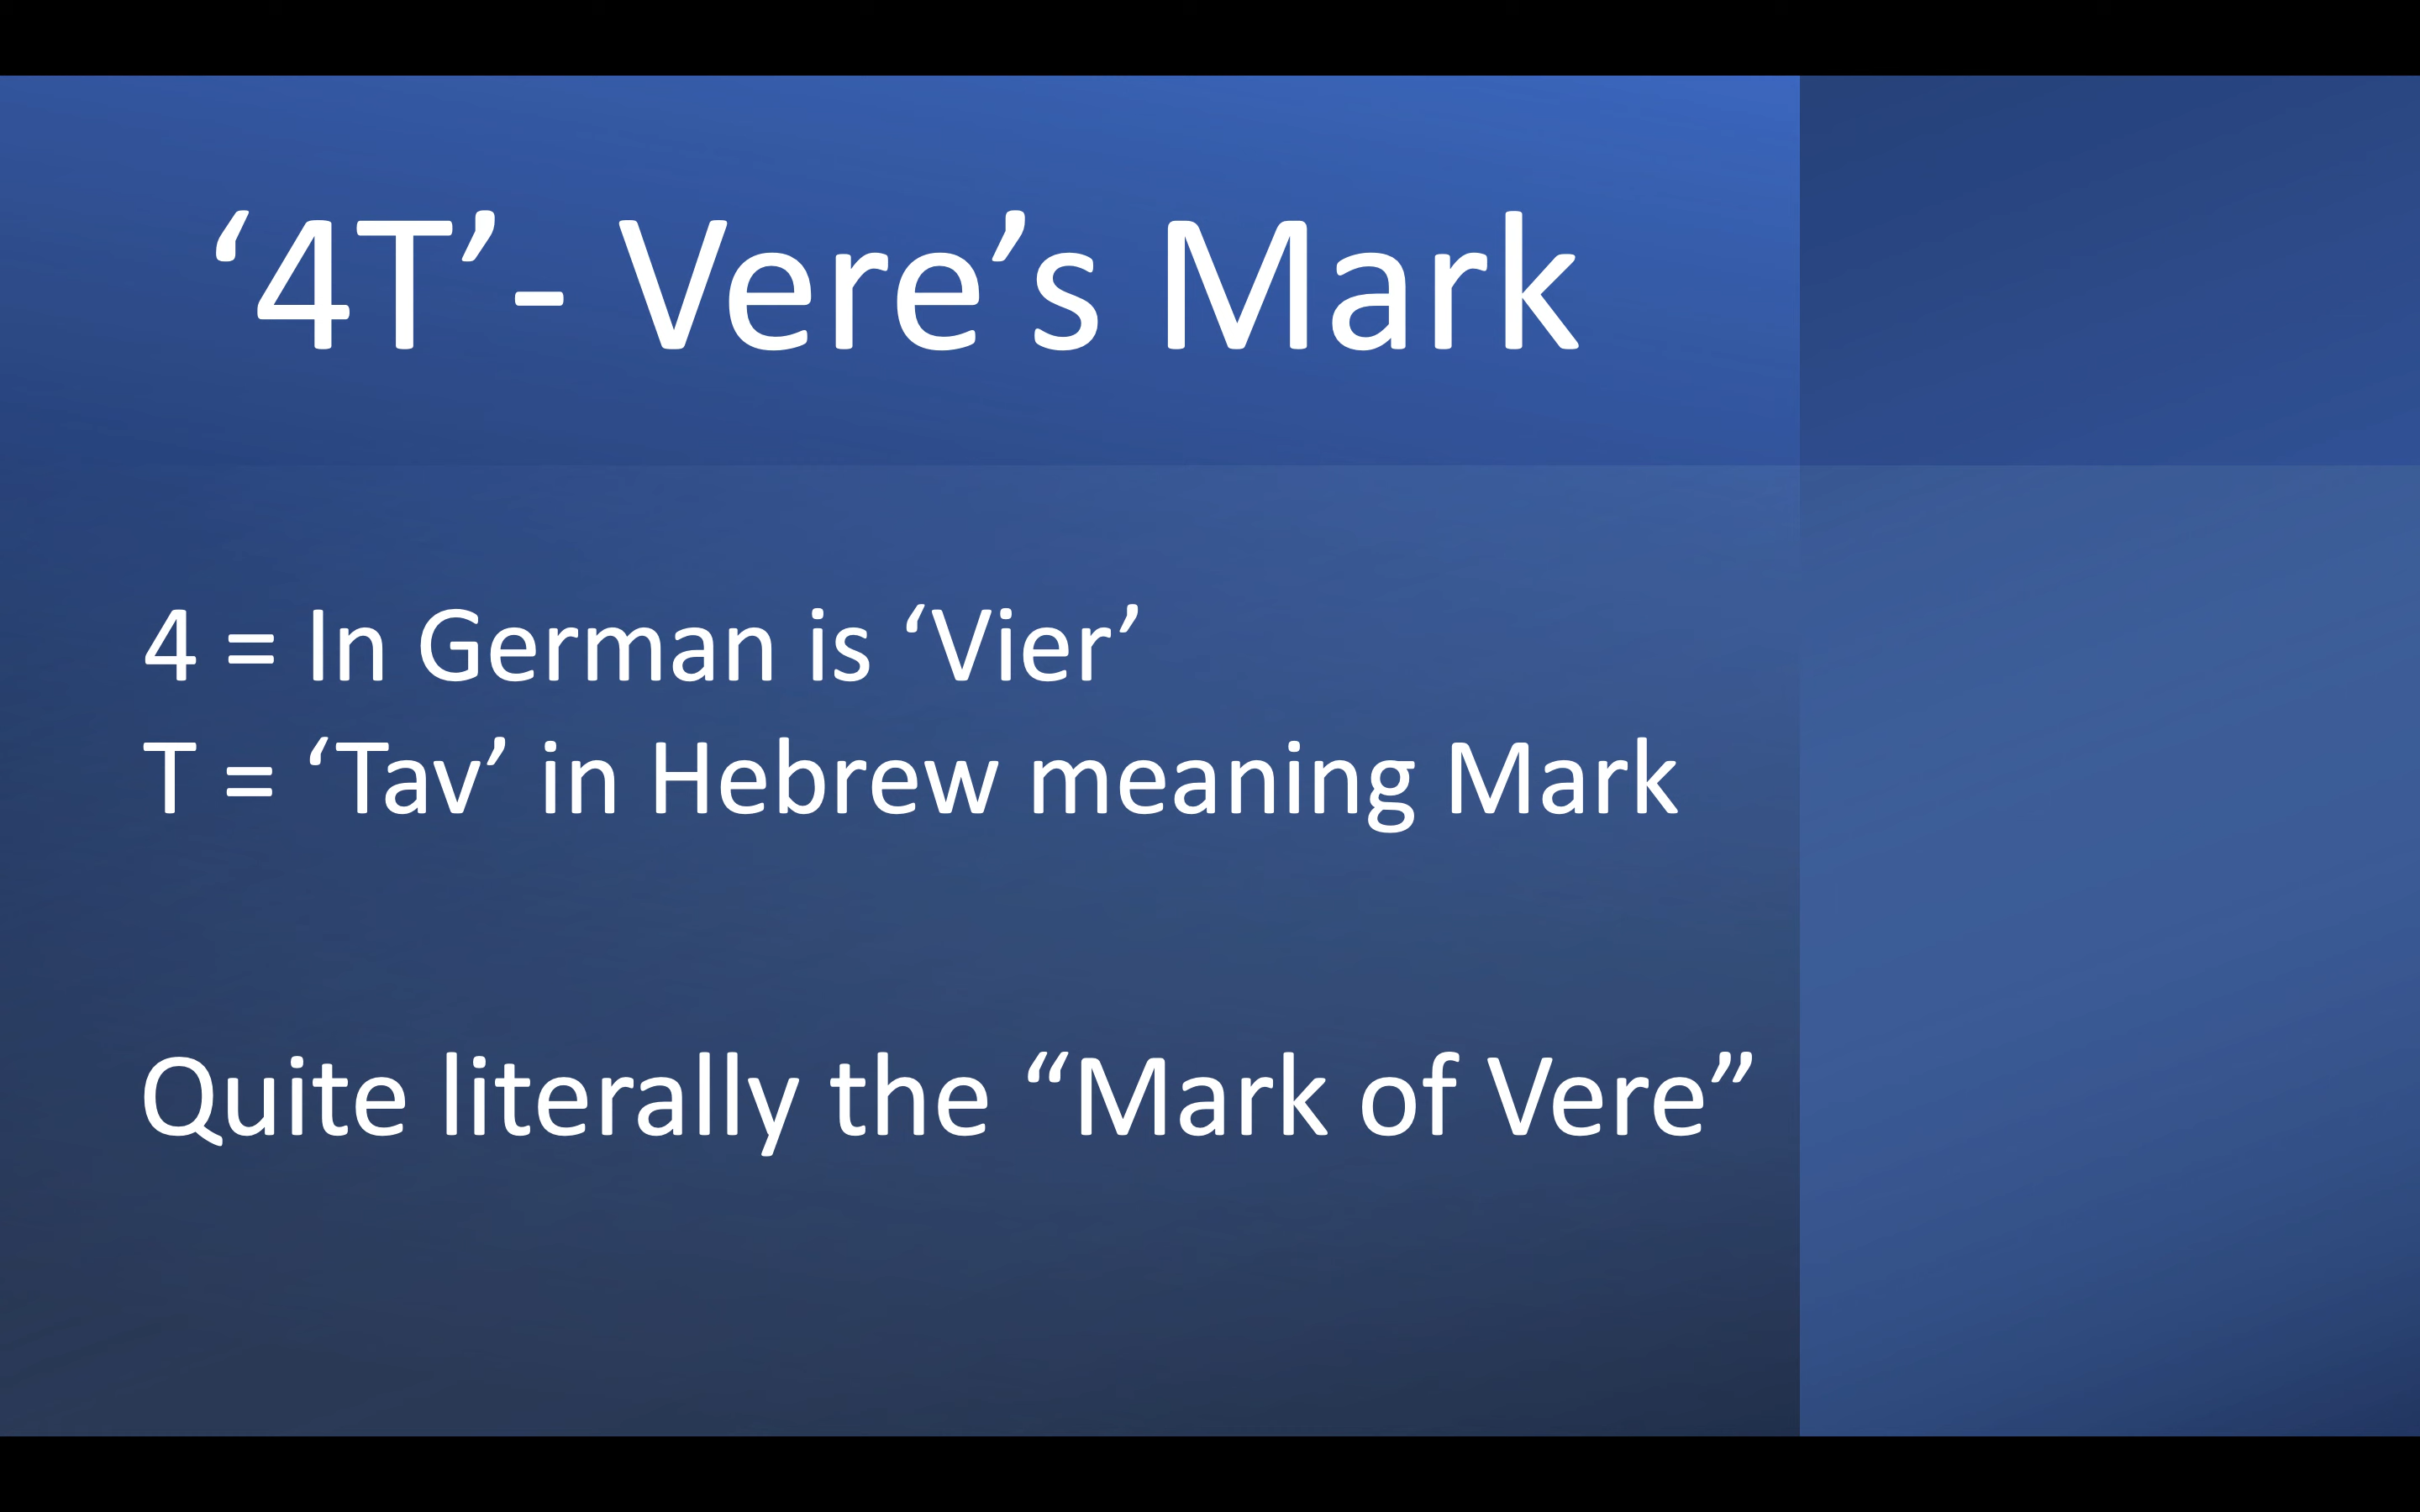 ‘4T’- Vere’s Mark
4 = In German is ‘Vier’
T = ‘Tav’ in Hebrew meaning Mark
Quite literally the “Mark of Vere”